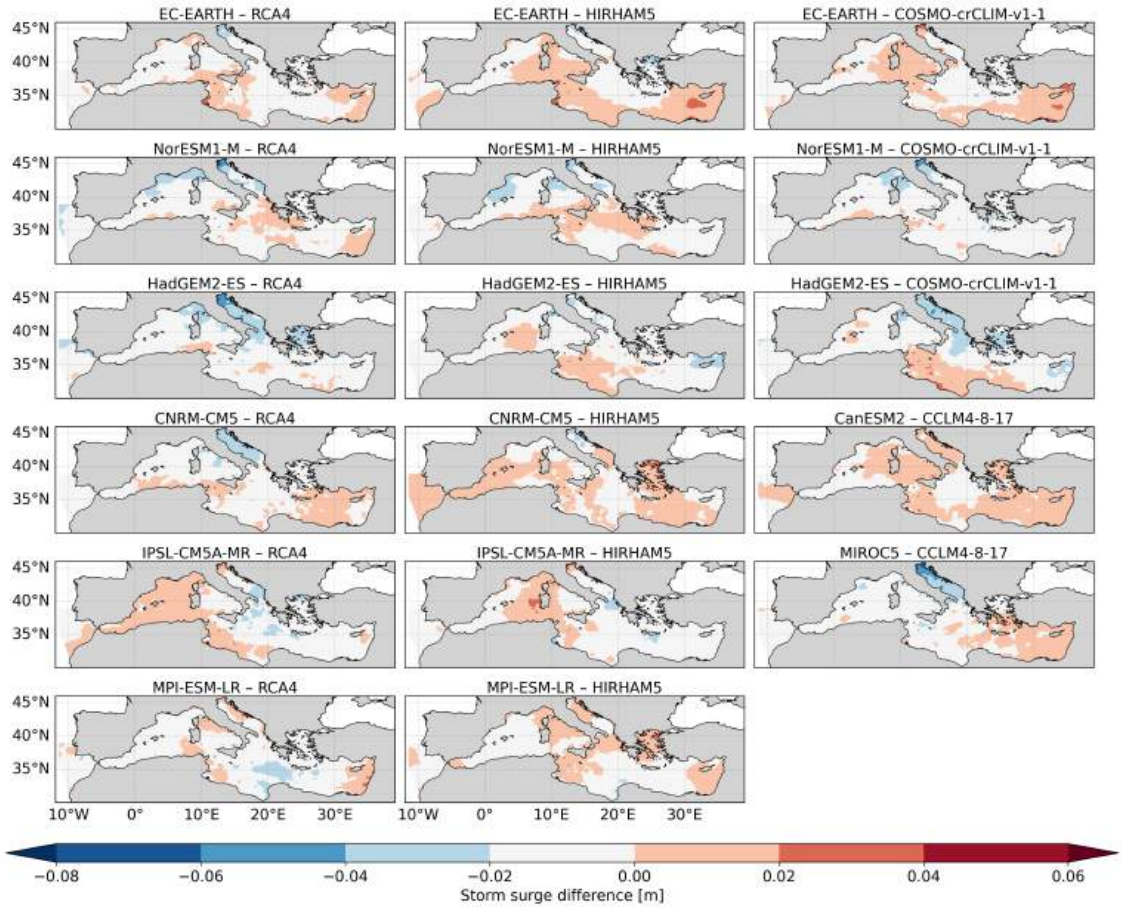 EC-EARTH – RCA4
EC-EARTH – HIRHAM5
EC-EARTH – COSMO-crCLIM-v1-1
45°N
40°N
35°N
NorESM1-M – RCA4
NorESM1-M – HIRHAM5
NorESM1-M – COSMO-crCLIM-v1-1
45°N
40°N
35°N
HadGEM2-ES – RCA4
HadGEM2-ES – HIRHAM5
HadGEM2-ES – COSMO-crCLIM-v1-1
45°N
40°N
35°N
CNRM-CM5 – RCA4
CNRM-CM5 – HIRHAM5
CanESM2 – CCLM4-8-17
45°N
40°N
35°N
IPSL-CM5A-MR – RCA4
IPSL-CM5A-MR – HIRHAM5
MIROC5 – CCLM4-8-17
45°N
40°N
35°N
MPI-ESM-LR – RCA4
MPI-ESM-LR – HIRHAM5
45°N
40°N
35°N
10°W 0° 10°E 20°E 30°E
10°W 0° 10°E 20°E 30°E
−0.08 −0.06 −0.04 −0.02 0.00 0.02 0.04 0.06
Storm surge difference [m]